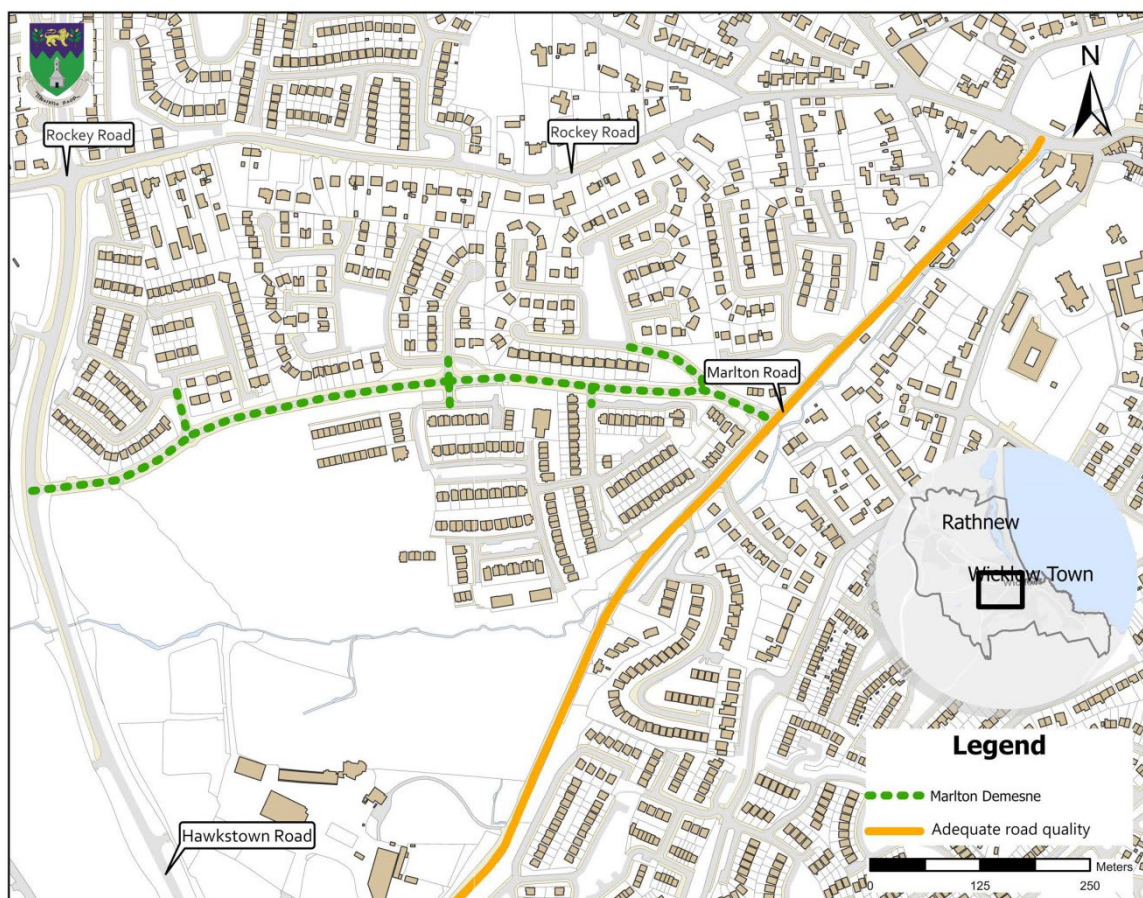 N
Rockey Road
Rockey Road
Marlton Road
Rathnew
Wicklow Town
Legend
Marlton Demesne
Adequate road quality
Hawkstown Road
Meters
0
125
250